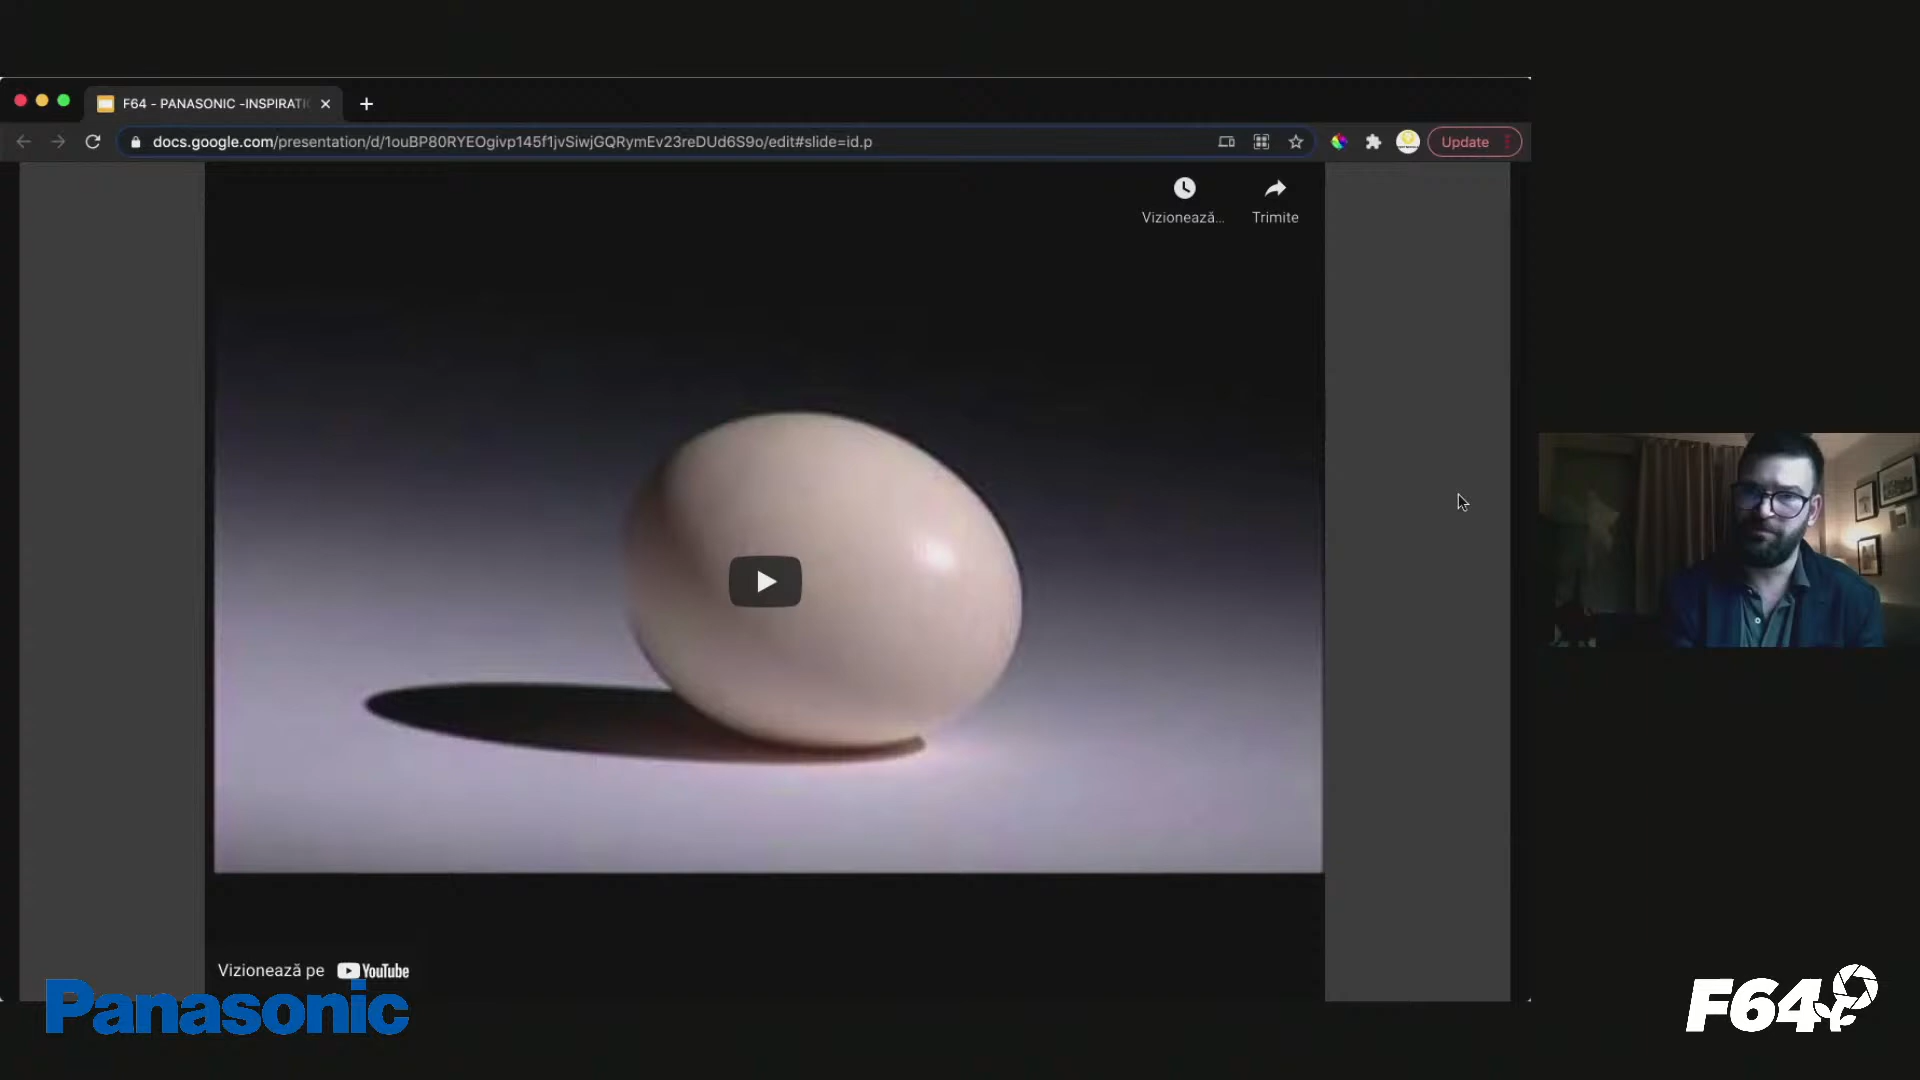 F64 - PANASONIC -INSPIRATI
docs.google.com/presentation/d/1ouBP80RYEOgivp145f1jvSiwjGQRymEv23reDUd6S9o/edit#slide=id.p
Update
Vizionează...
Trimite
Vizionează pe YouTube
Panasonic
F64